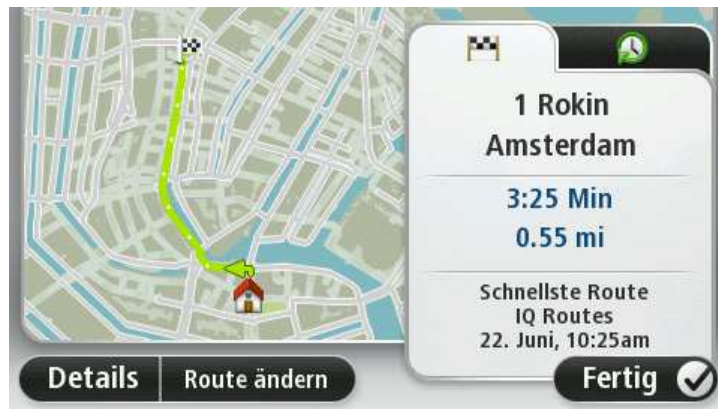 1 Rokin
Amsterdam
3:25 Min
0.55 mi
Schnellste Route
IQ Routes
22. Juni, 10:25am
Details
Route ändern
Fertig